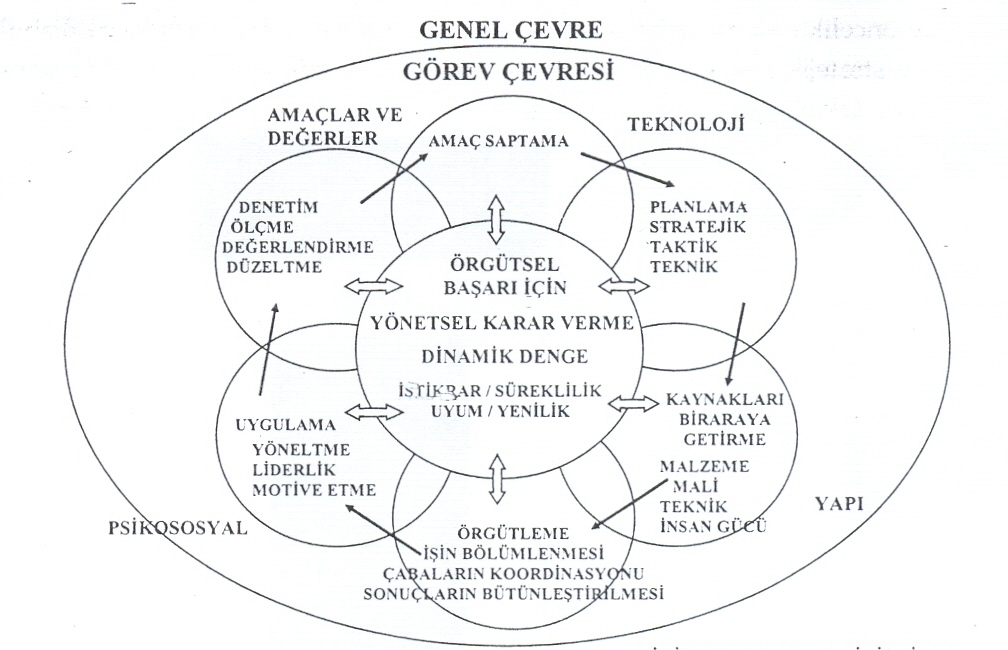 GENEL ÇEVRE
GÖREV ÇEVRESİ
AMAÇLAR VE
DEĞERLER
TEKNOLOJİ
AMAÇ SAPTAMA
DENETİM
ÖLÇME
DEĞERLENDİRME
DÜZELTME
PLANLAMA
STRATEJİK
TAKTİK
TEKNİK
ÖRGÜTSEL
BAŞARI İÇİN
YÖNETSEL KARAR VERME
DİNAMİK DENGE
İSTİKRAR / SÜREKLİLİK
UYUM / YENİLİK
KAYNAKLARI
BİRARAYA
GETİRME
MALZEME
MALİ
TEKNİK
İNSAN GÜCÜ
UYGULAMA
YÖNELTME
LİDERLİK
MOTİVE ETME
PSİKOSOSYAL
YAPI
ÖRGÜTLEME
İŞİN BÖLÜMLENMESİ
ÇABALARIN KOORDİNASYONU
SONUÇLARIN BÜTÜNLEŞTİRİLMESİ